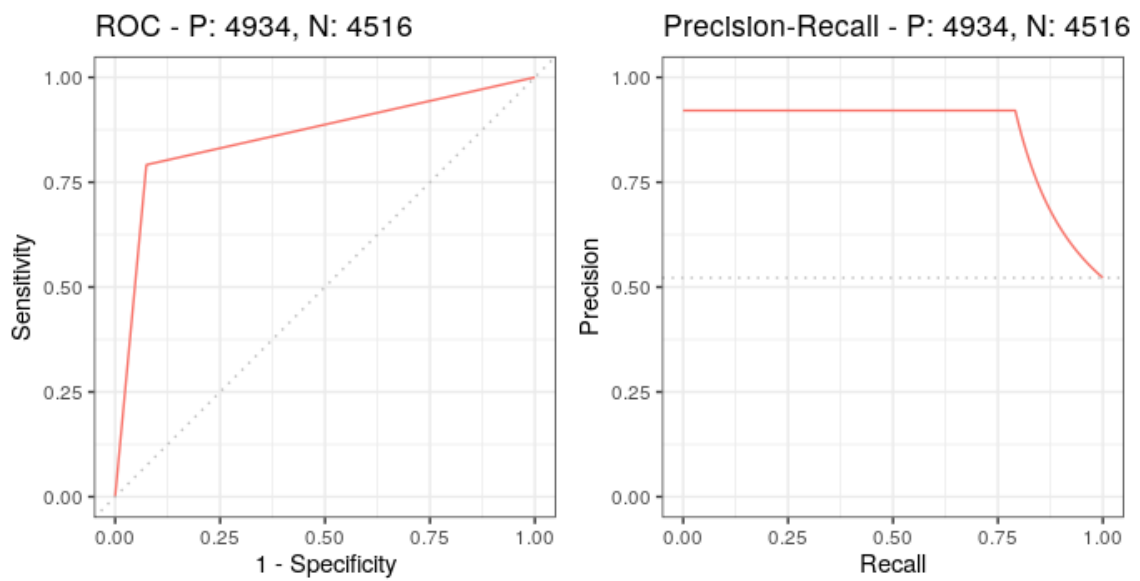 ROC - P: 4934, N: 4516
1.00
0.75
0.50
0.25
0.00
Sensitivity
0.00 0.25 0.50 0.75 1.00
1 - Specificity
Precision-Recall - P: 4934, N: 4516
1.00
0.75
0.50
0.25
0.00
Precision
0.00 0.25 0.50 0.75 1.00
Recall